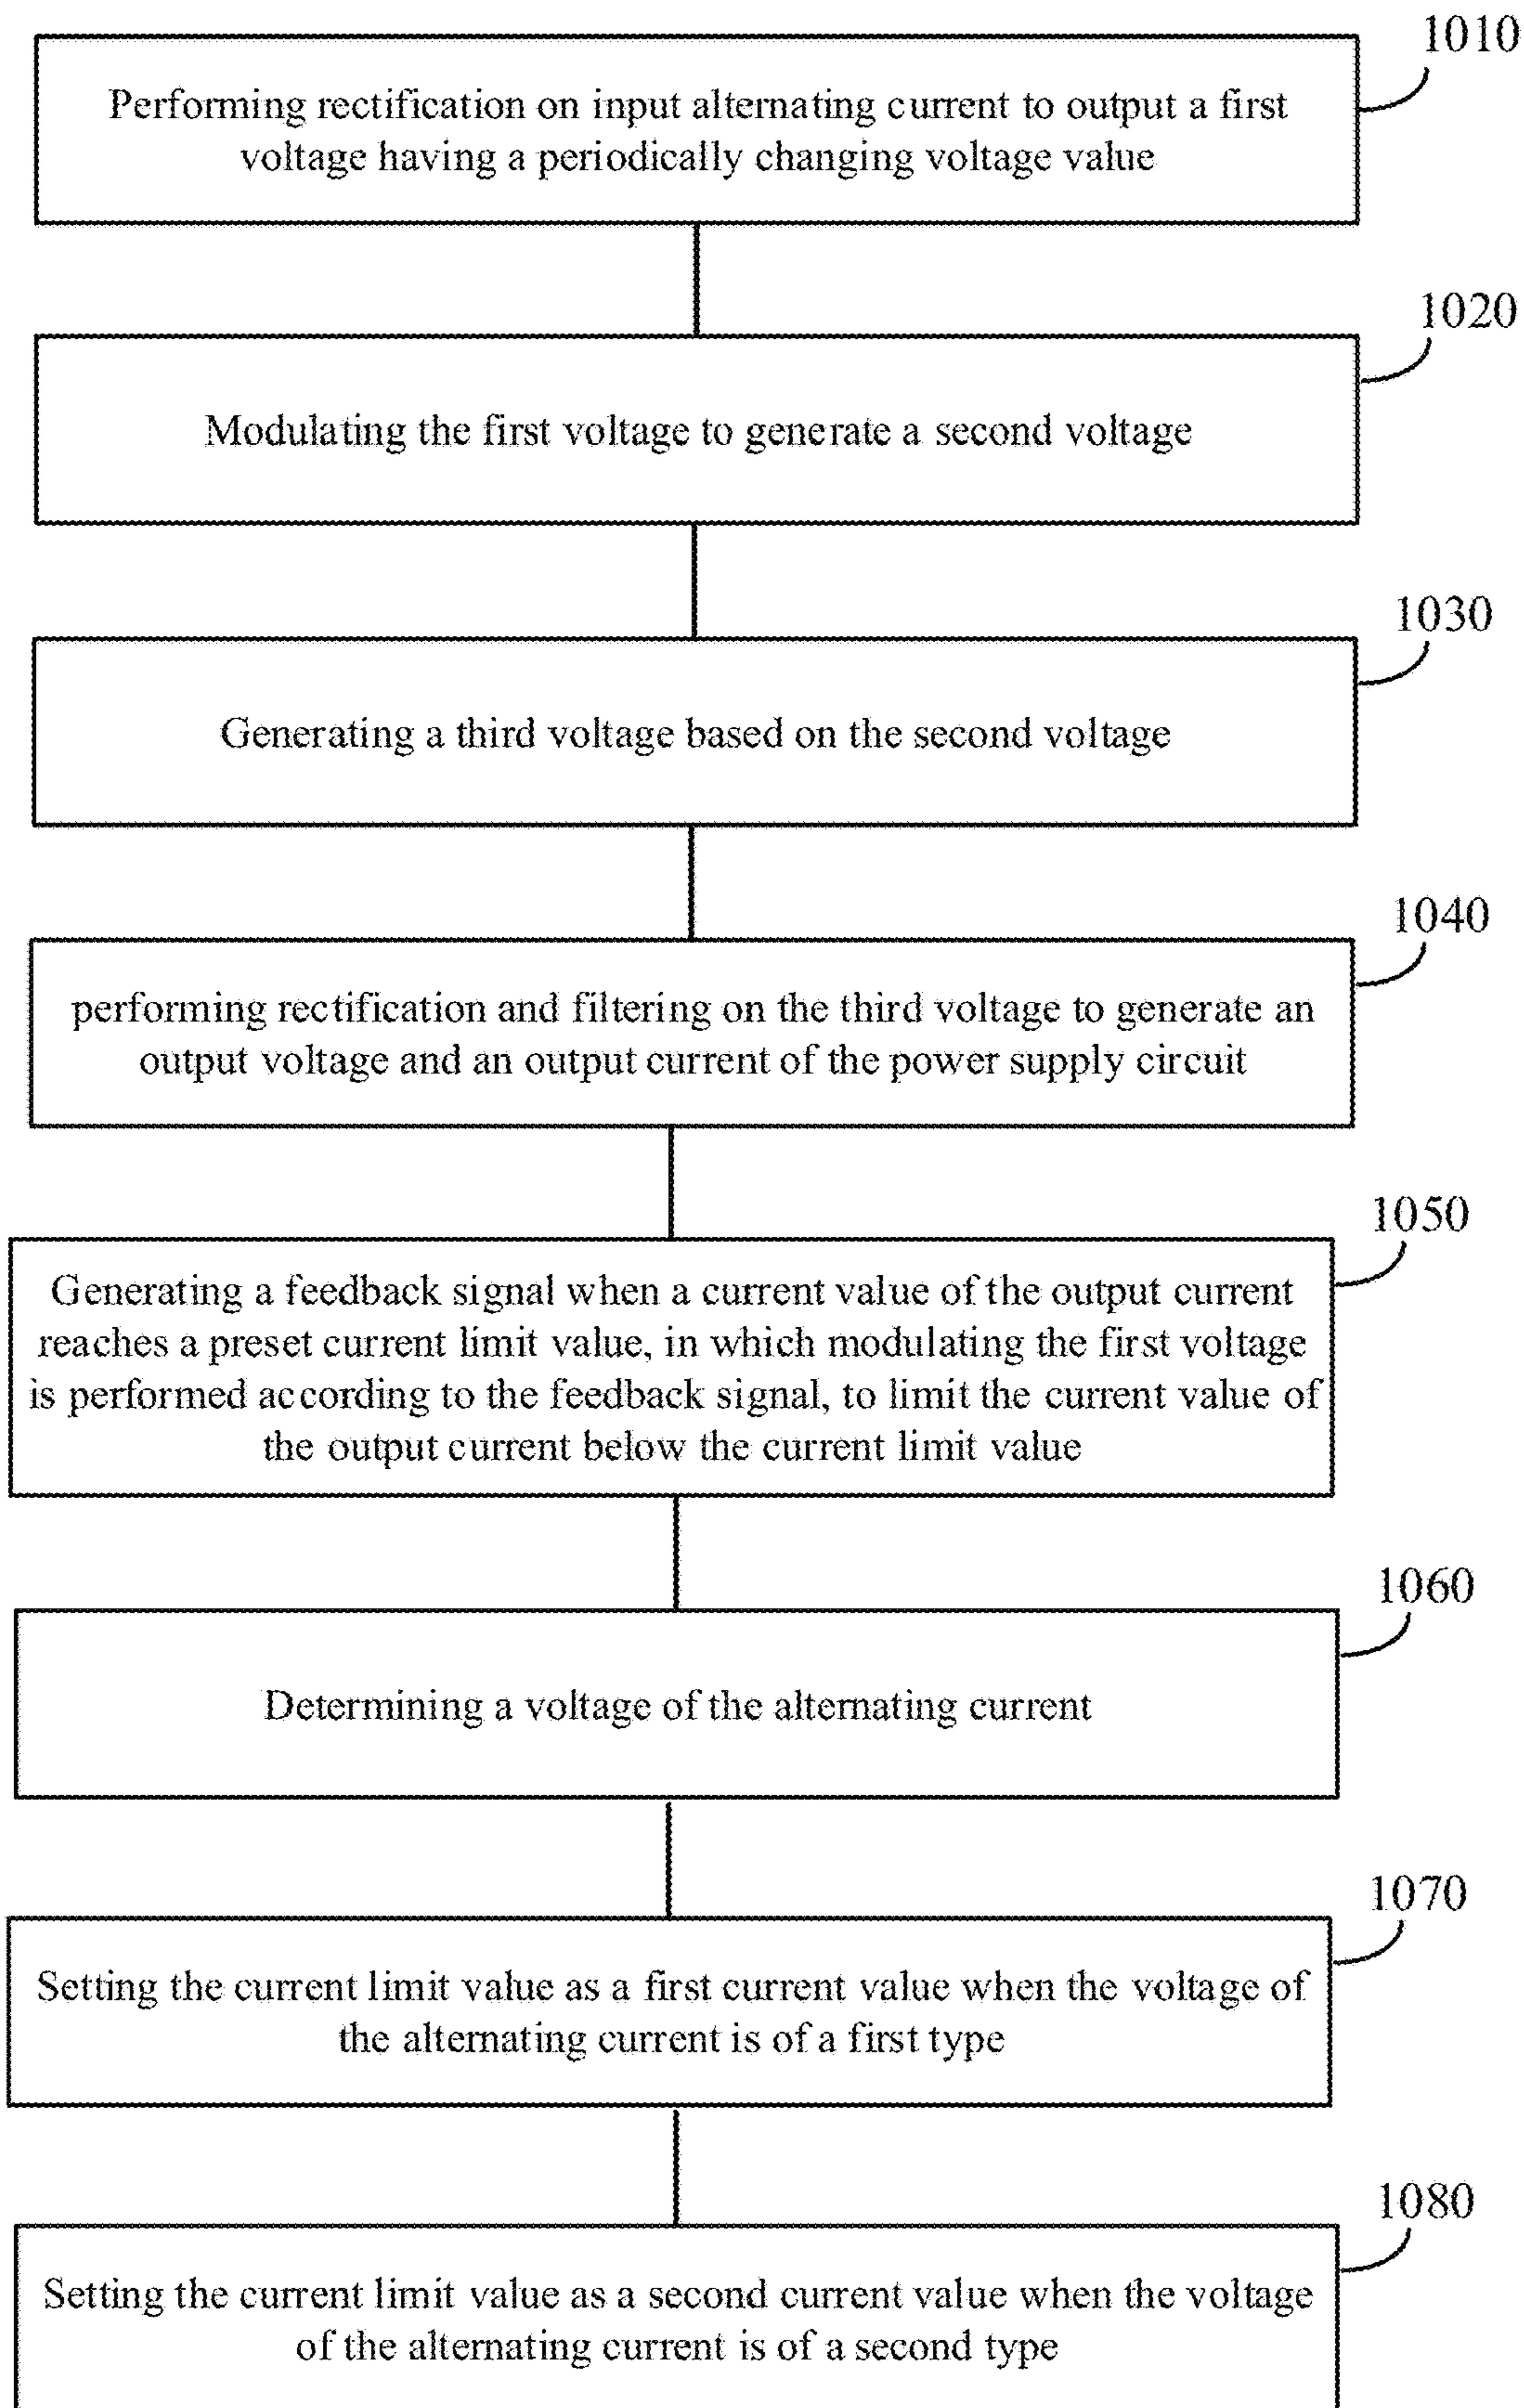 1010
Performing rectification on input alternating current to output a first
voltage having a periodically changing voltage value
1020
Modulating the first voltage to generate a second voltage
1030
Generating a third voltage based on the second voltage
1040
performing rectification and filtering on the third voltage to generate an
output voltage and an output current of the power supply circuit
1050
Generating a feedback signal when a current value of the output current
reaches a preset current limit value, in which modulating the first voltage
is performed according to the feedback signal, to limit the current value of
the output current below the current limit value
1060
Determining a voltage of the alternating current
1070
Setting the current limit value as a first current value when the voltage of
the alternating current is of a first type
1080
Setting the current limit value as a second current value when the voltage
of the alternating current is of a second type